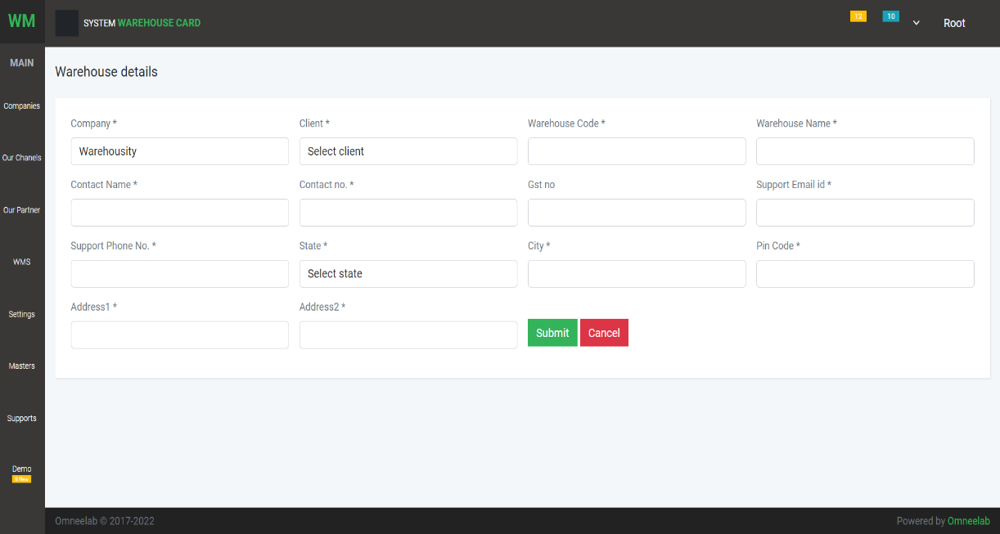 WM
SYSTEM WAREHOUSE CARD
12
10
Root
MAIN
Companies
Our Chanels
Our Partner
WMS
Settings
Masters
Supports
Demo
Warehouse details
Company *
Client *
Warehouse Code *
Warehouse Name *
Warehousity
Select client
Contact Name *
Contact no. *
Gst no
Support Email id *
Support Phone No. *
State *
City *
Pin Code *
Select state
Address1 *
Address2 *
Submit
Cancel
Omneelab © 2017-2022
Powered by Omneelab